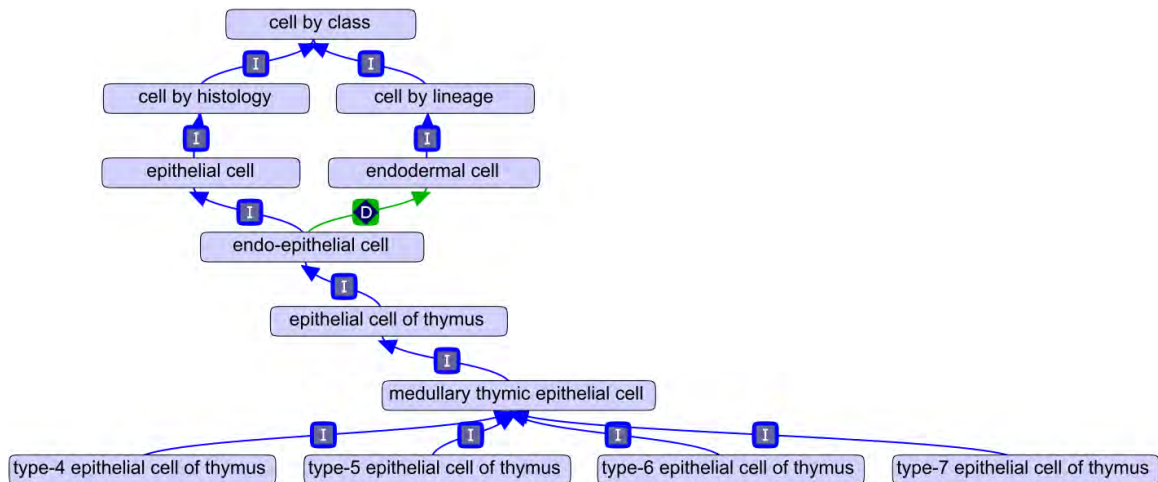 cell by class
I I
cell by histology cell by lineage
I I
epithelial cell endodermal cell
I D
endo-epithelial cell
I
epithelial cell of thymus
I
medullary thymic epithelial cell
I I I I
type-4 epithelial cell of thymus type-5 epithelial cell of thymus type-6 epithelial cell of thymus type-7 epithelial cell of thymus